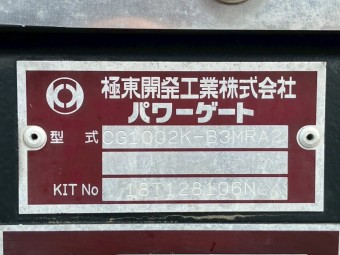 極東開発工業株式会社
パワーゲート
型 式 CG1002K-B3MRA2
KIT No 18T128106N